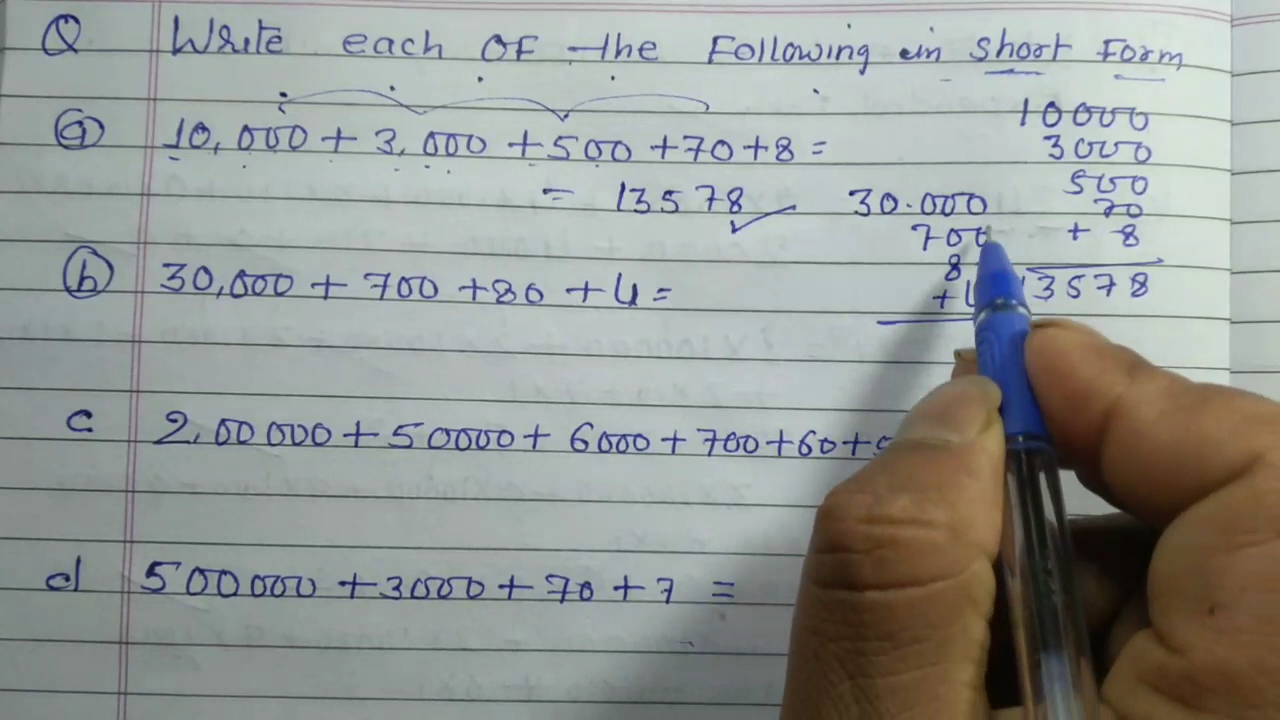 Q Write each of the Following in Short Form
(a) 10,000 + 3,000 + 500 + 70 + 8 =
= 13578 ✓
10000
3000
500
70
+ 8
13578
(b) 30,000 + 700 + 80 + 4 =
30.000
700
8
+4
c 2,00000 + 50000 + 6000 + 700 + 60 +
d 500000 + 3000 + 70 + 7 =